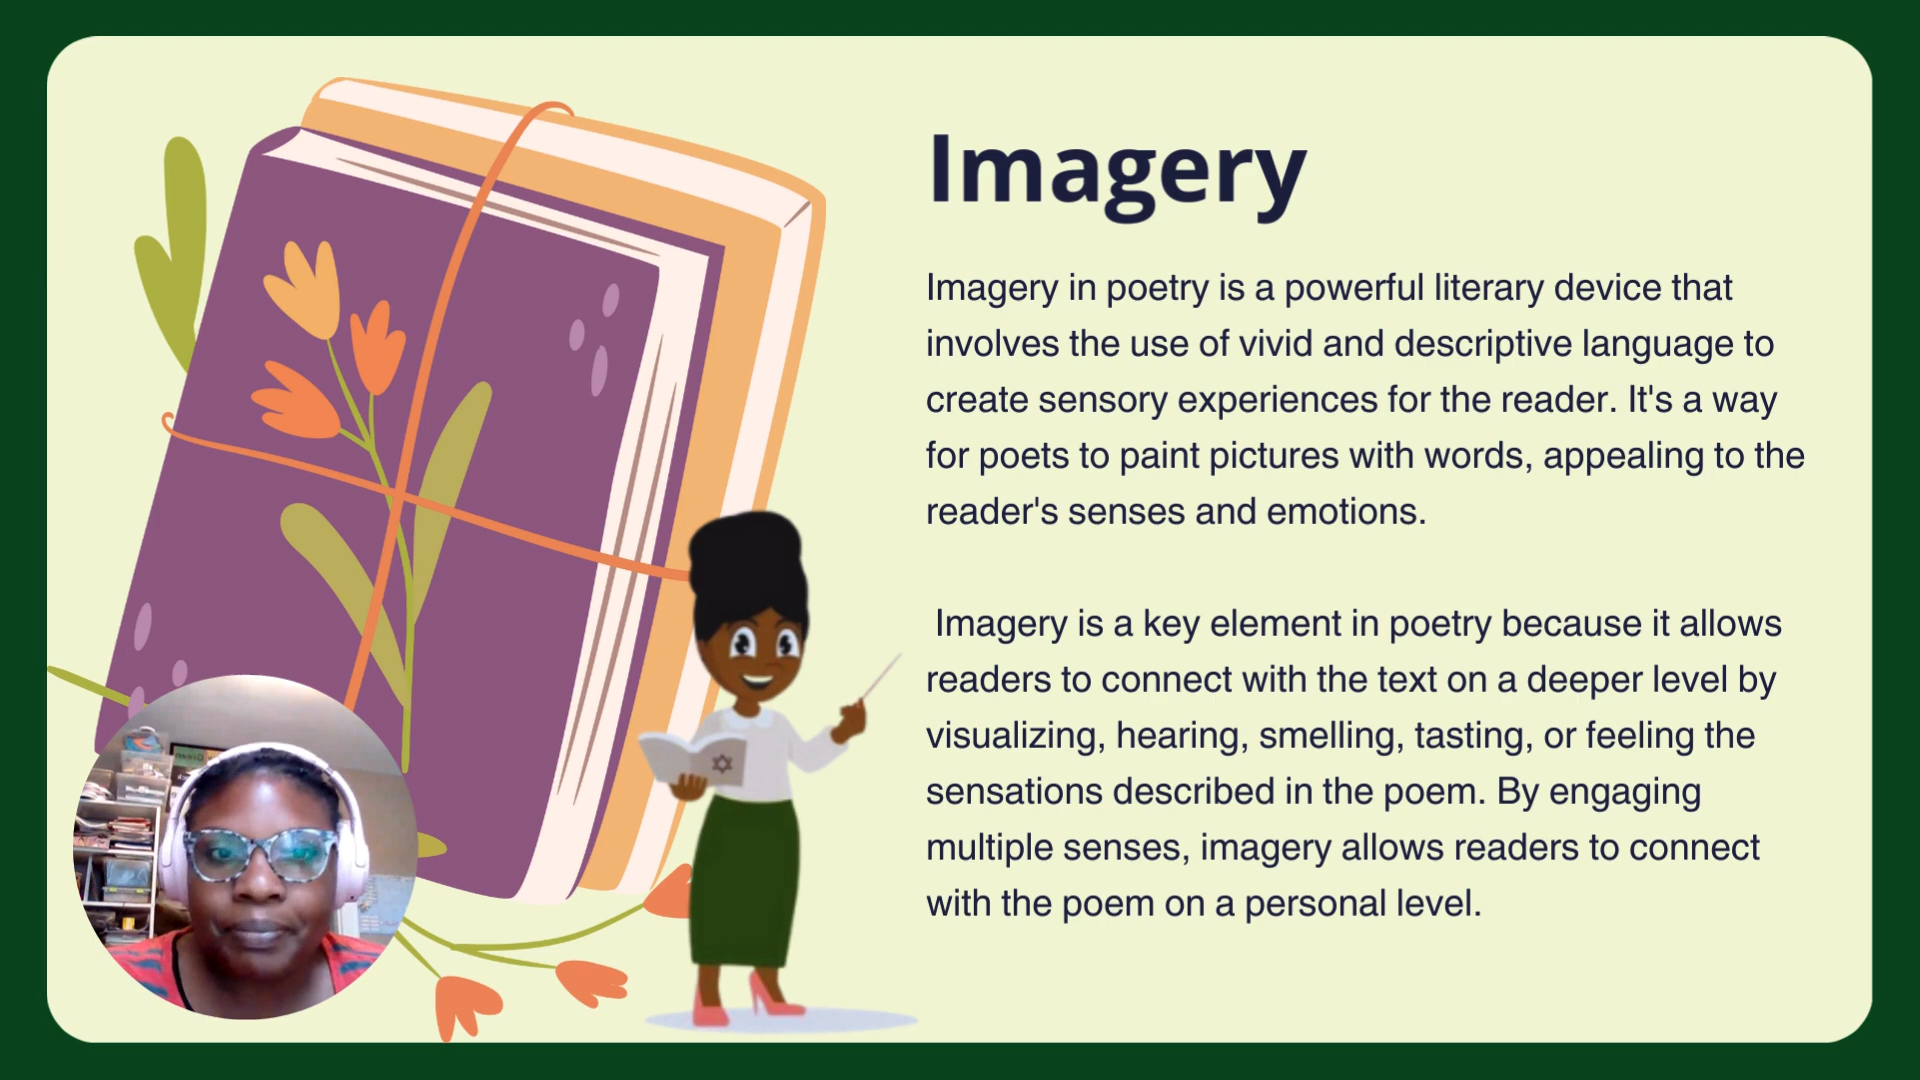 Imagery
Imagery in poetry is a powerful literary device that
involves the use of vivid and descriptive language to
create sensory experiences for the reader. It's a way
for poets to paint pictures with words, appealing to the
reader's senses and emotions.
Imagery is a key element in poetry because it allows
readers to connect with the text on a deeper level by
visualizing, hearing, smelling, tasting, or feeling the
sensations described in the poem. By engaging
multiple senses, imagery allows readers to connect
with the poem on a personal level.